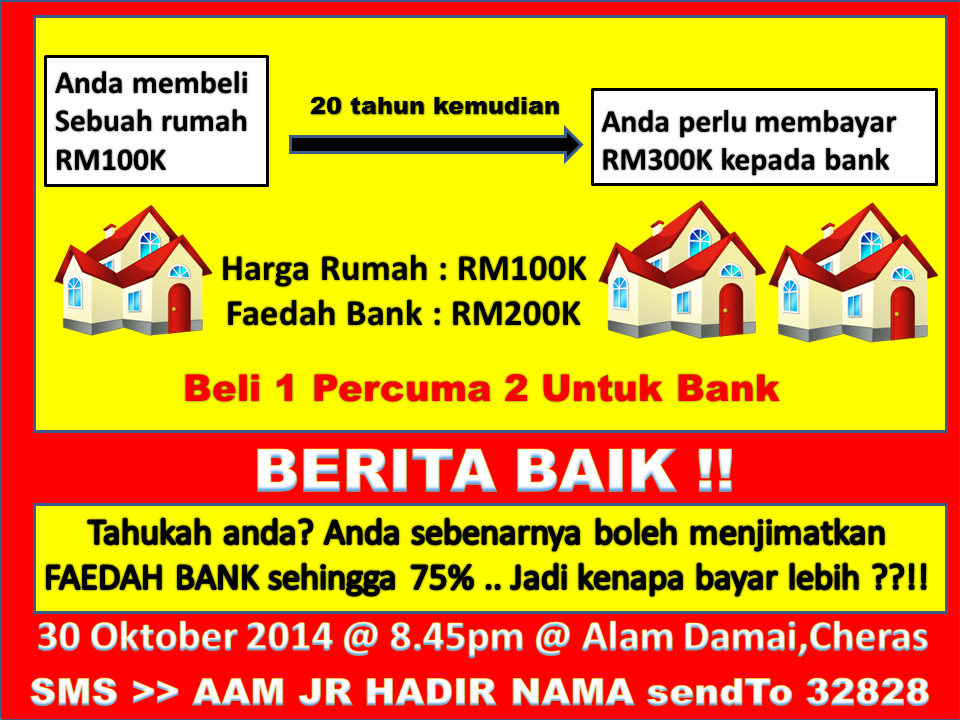 Anda membeli
Sebuah rumah
RM100K
20 tahun kemudian
Anda perlu membayar
RM300K kepada bank
Harga Rumah : RM100K
Faedah Bank : RM200K
Beli 1 Percuma 2 Untuk Bank
BERITA BAIK !!
Tahukah anda? Anda sebenarnya boleh menjimatkan
FAEDAH BANK sehingga 75% .. Jadi kenapa bayar lebih ??!!
30 Oktober 2014 @ 8.45pm @ Alam Damai,Cheras
SMS >> AAM JR HADIR NAMA sendTo 32828